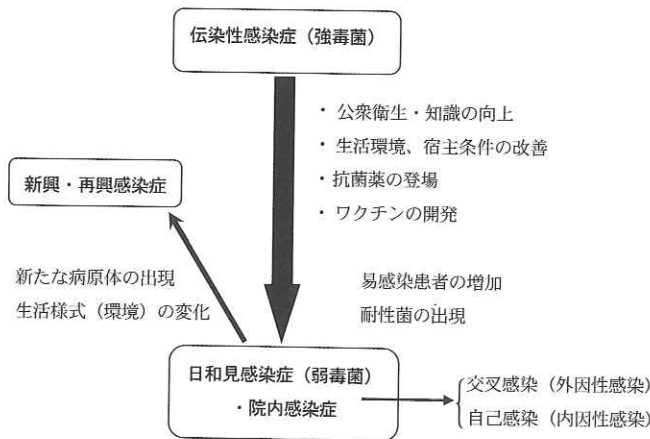 伝染性感染症（強毒菌）
・ 公衆衛生・知識の向上
・ 生活環境、宿主条件の改善
・抗菌薬の登場
・ ワクチンの開発
新興・再興感染症
新たな病原体の出現
生活様式（環境）の変化
易感染患者の増加
耐性菌の出現
日和見感染症（弱毒菌）
・院内感染症
交叉感染（外因性感染）
自己感染（内因性感染）